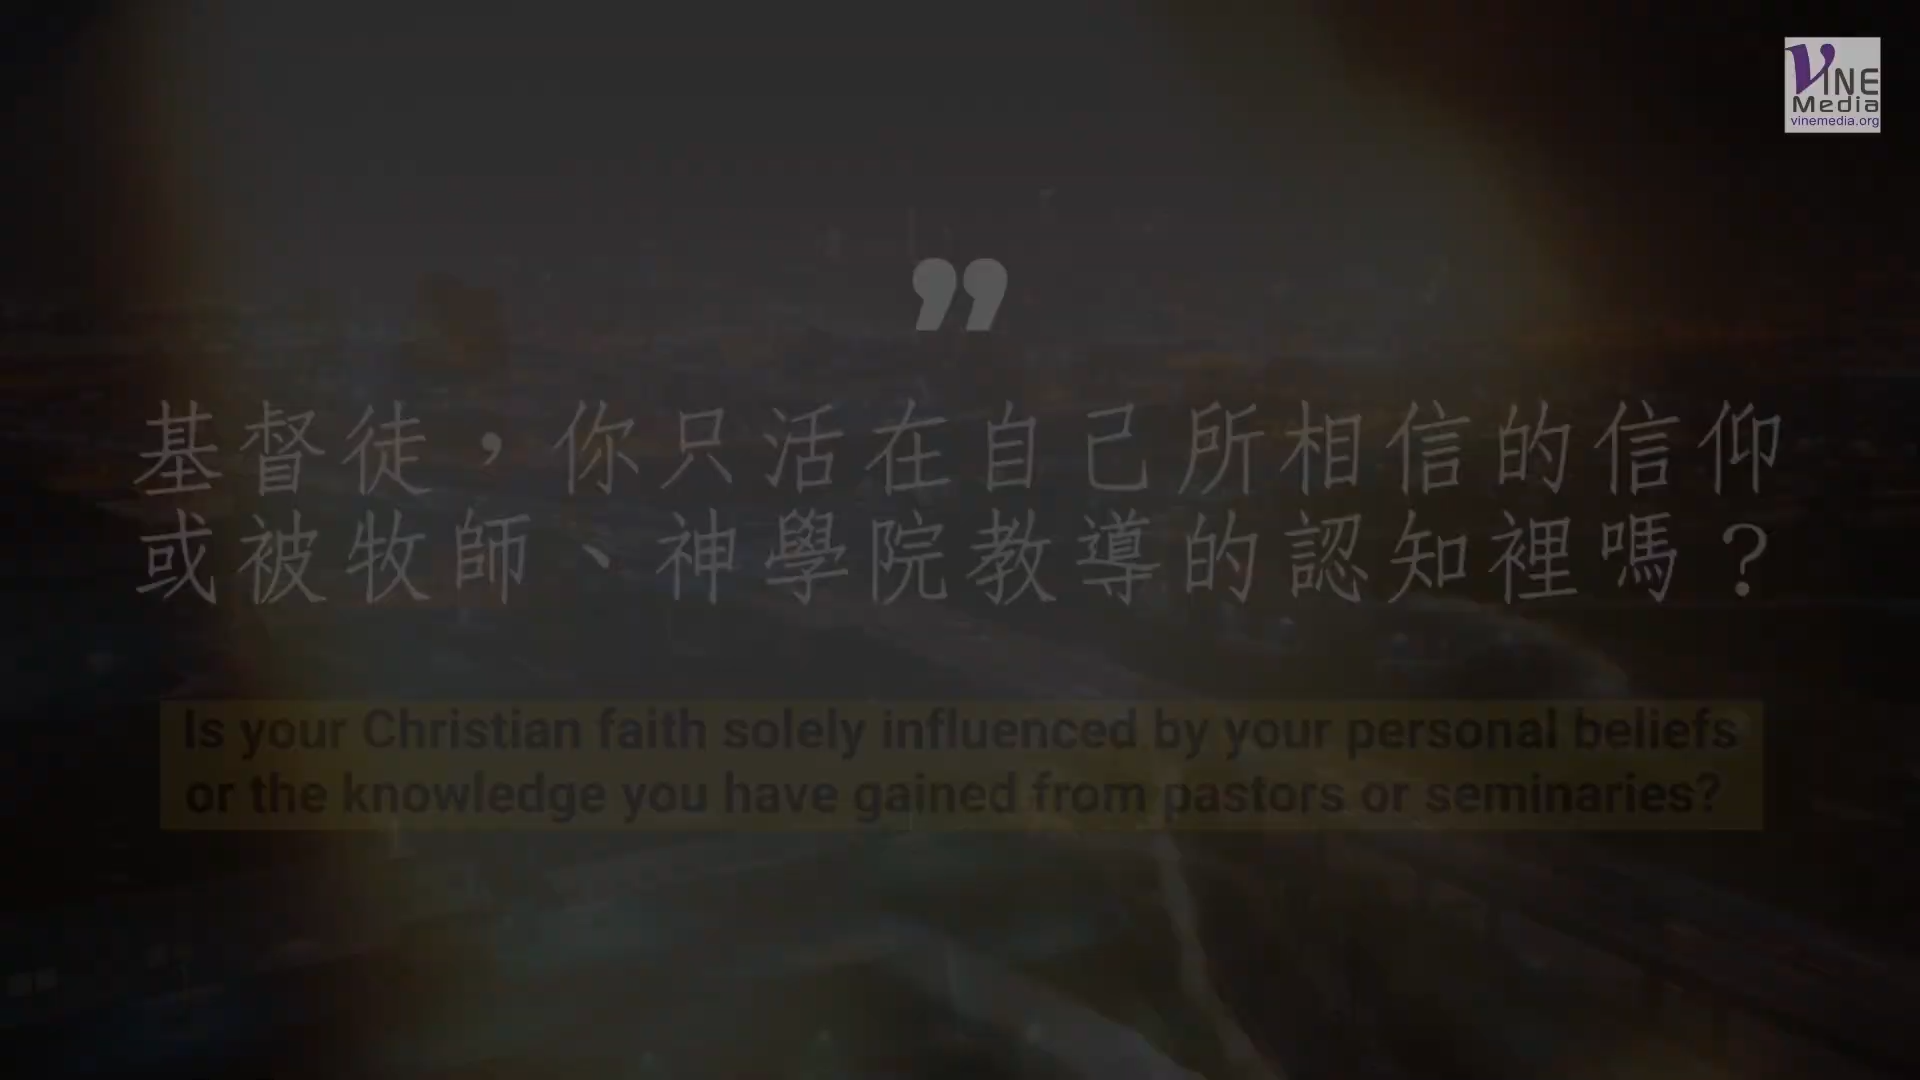 VINE
Media
vinemedia.org
”
基督徒，你只活在自己所相信的信仰
或被牧師、神學院教導的認知裡嗎？
Is your Christian faith solely influenced by your personal beliefs
or the knowledge you have gained from pastors or seminaries?